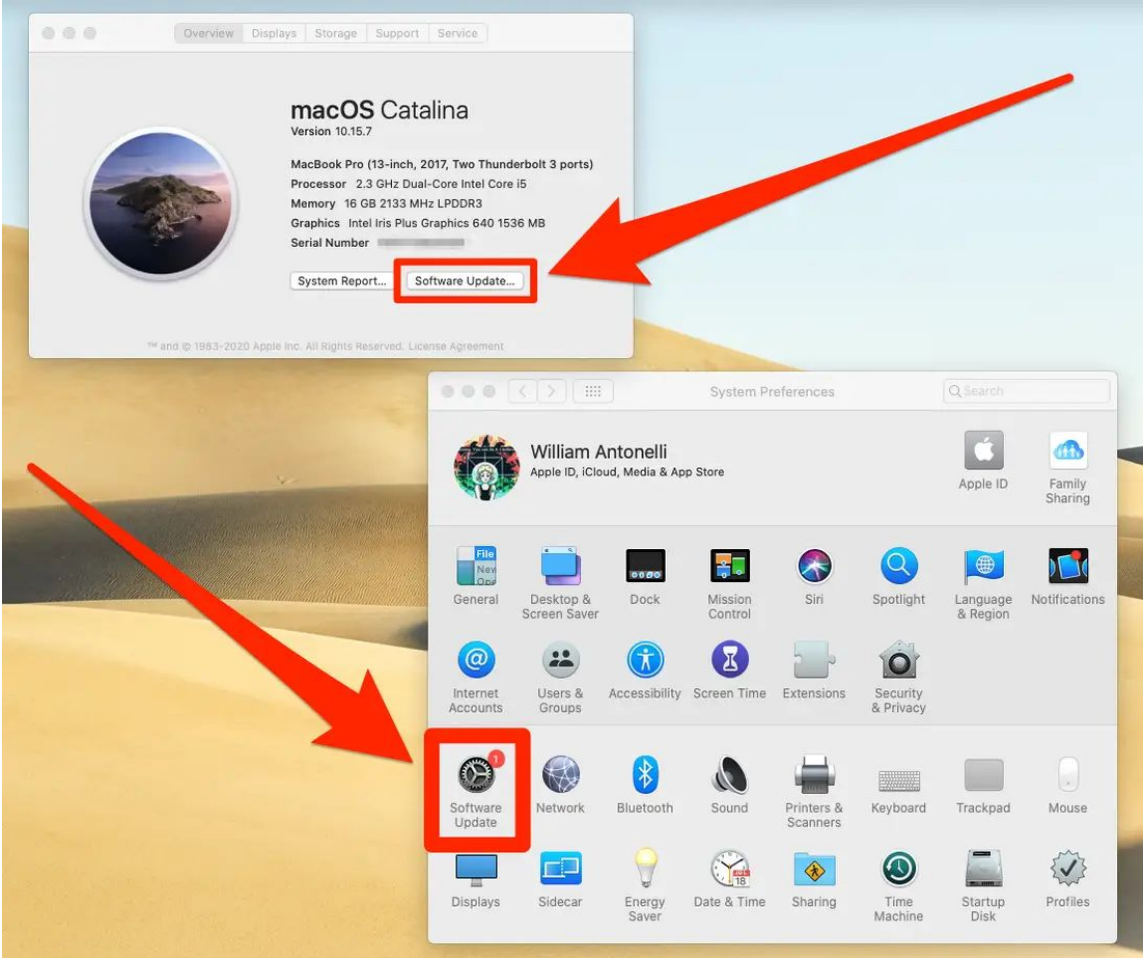 Overview Displays Storage Support Service
macOS Catalina
Version 10.15.7
MacBook Pro (13-inch, 2017, Two Thunderbolt 3 ports)
Processor 2.3 GHz Dual-Core Intel Core i5
Memory 16 GB 2133 MHz LPDDR3
Graphics Intel Iris Plus Graphics 640 1536 MB
Serial Number
System Report... Software Update...
™ and © 1983-2020 Apple Inc. All Rights Reserved. License Agreement
System Preferences Search
William Antonelli
Apple ID, iCloud, Media & App Store
Apple ID Family
Sharing
File
New
Ope
General Desktop & Dock Mission Siri Spotlight Language Notifications
Screen Saver Control & Region
Internet Users & Accessibility Screen Time Extensions Security
Accounts Groups & Privacy
1
Software Network Bluetooth Sound Printers & Keyboard Trackpad Mouse
Update Scanners
JUL
18
Displays Sidecar Energy Date & Time Sharing Time Startup Profiles
Saver Machine Disk